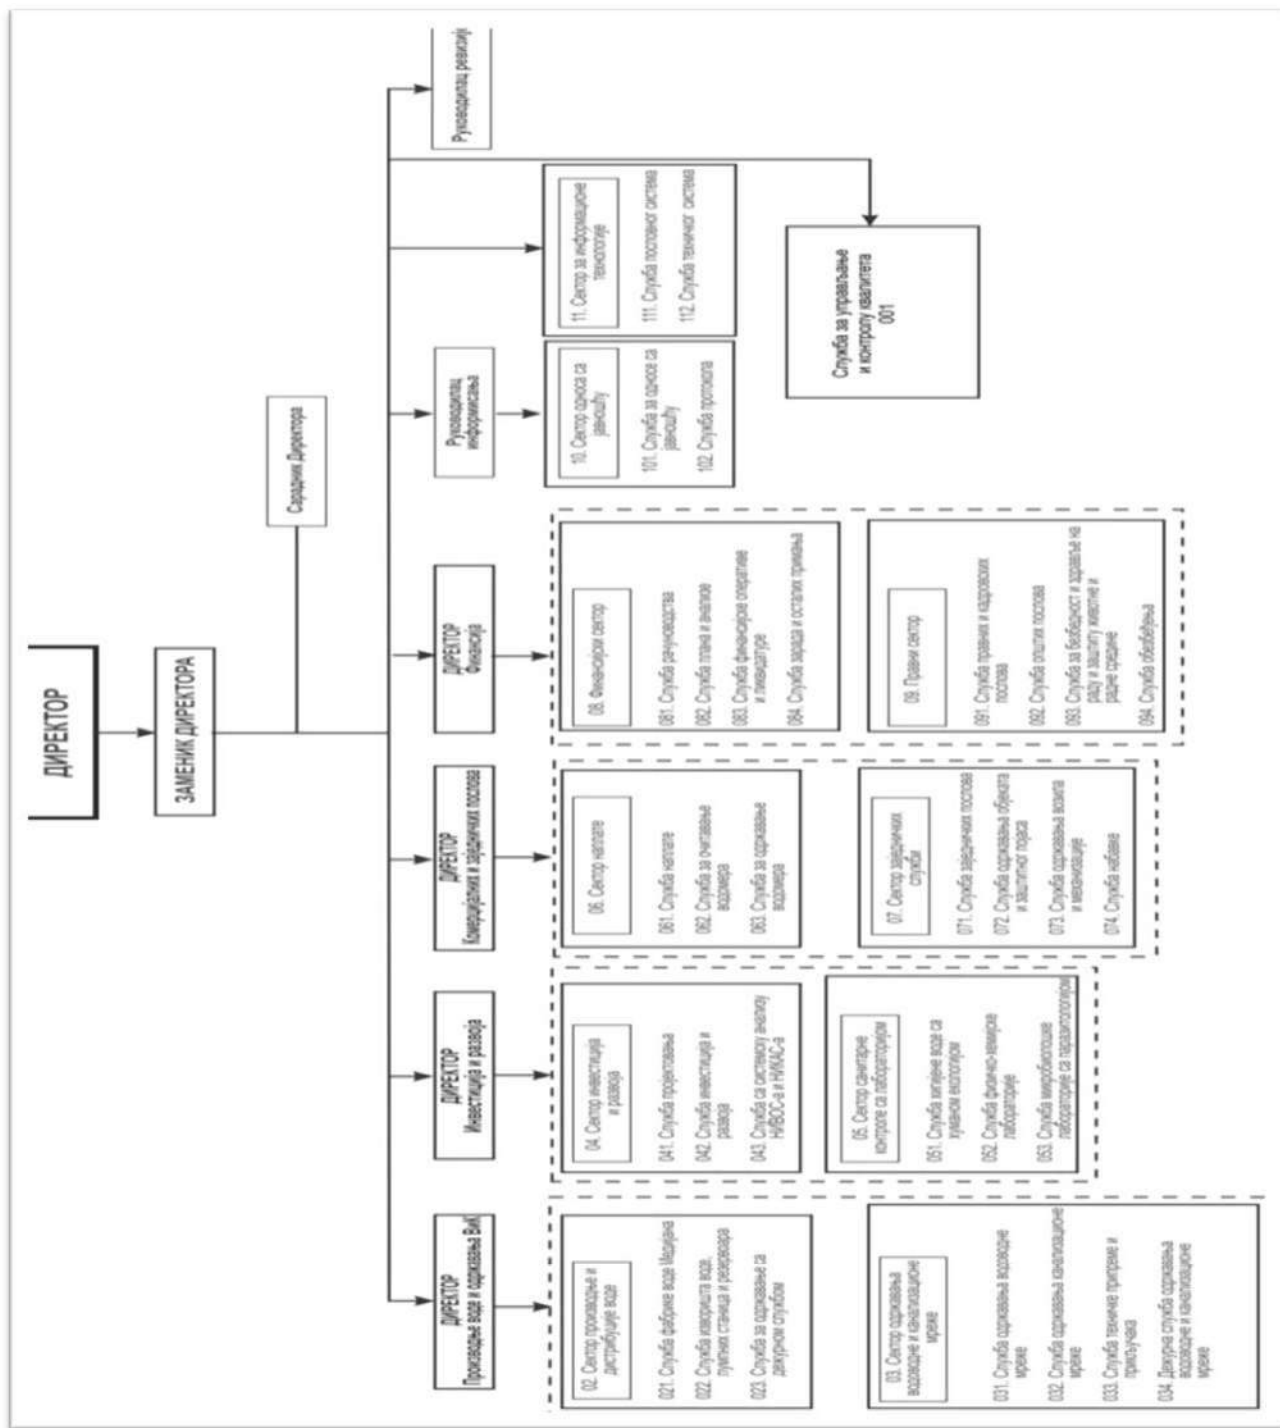 ДИРЕКТОР
ЗАМЕНИК ДИРЕКТОРА
Сарадник Директора
ДИРЕКТОР
Производње воде и одржавања ВиК
ДИРЕКТОР
Инвестиција и развоја
ДИРЕКТОР
Комерцијалних и заједничких послова
ДИРЕКТОР
Финансија
Руководилац
информисања
Руководилац ревизиј
02. Сектор производње и
дистрибуције воде
021. Служба фабрике воде Медијана
022. Служба изворишта воде,
пумпних станица и резервоара
023. Служба за одржавање са
дежурном службом
03. Сектор одржавања
водоводне и канализационе
мреже
031. Служба одржавања водоводне
мреже
032. Служба одржавања канализационе
мреже
033. Служба техничке припреме и
прикључака
034. Дежурна служба одржавања
водоводне и канализационе
мреже
04. Сектор инвестиција
и развоја
041. Служба пројектовања
042. Служба инвестиција и
развоја
043. Служба са системску анализу
НИВОС-а и НИКАС-а
05. Сектор санитарне
контроле са лабораторијом
051. Служба хигијене воде са
хуманом екологијом
052. Служба физичко-хемијске
лабораторије
053. Служба микробиолошке
лабораторије са паразитологијом
06. Сектор наплате
061. Служба наплате
062. Служба за очитавање
водомера
063. Служба за одржавање
водомера
07. Сектор заједничких
служби
071. Служба заједничких послова
072. Служба одржавања објеката
и заштитног појаса
073. Служба одржавања возила
и механизације
074. Служба набавке
08. Финансијски сектор
081. Служба рачуноводства
082. Служба плана и анализе
083. Служба финансијске оперативе
и ликвидатуре
084. Служба зарада и осталих примања
09. Правни сектор
091. Служба правних и кадровских
послова
092. Служба општих послова
093. Служба за безбедност и здравље на
раду и заштиту животне и
радне средине
094. Служба обезбеђења
10. Сектор односа са
јавношћу
101. Служба за односе са
јавношћу
102. Служба протокола
11. Сектор за информационе
технологије
111. Служба пословног система
112. Служба техничког система
Служба за управљање
и контролу квалитета
001